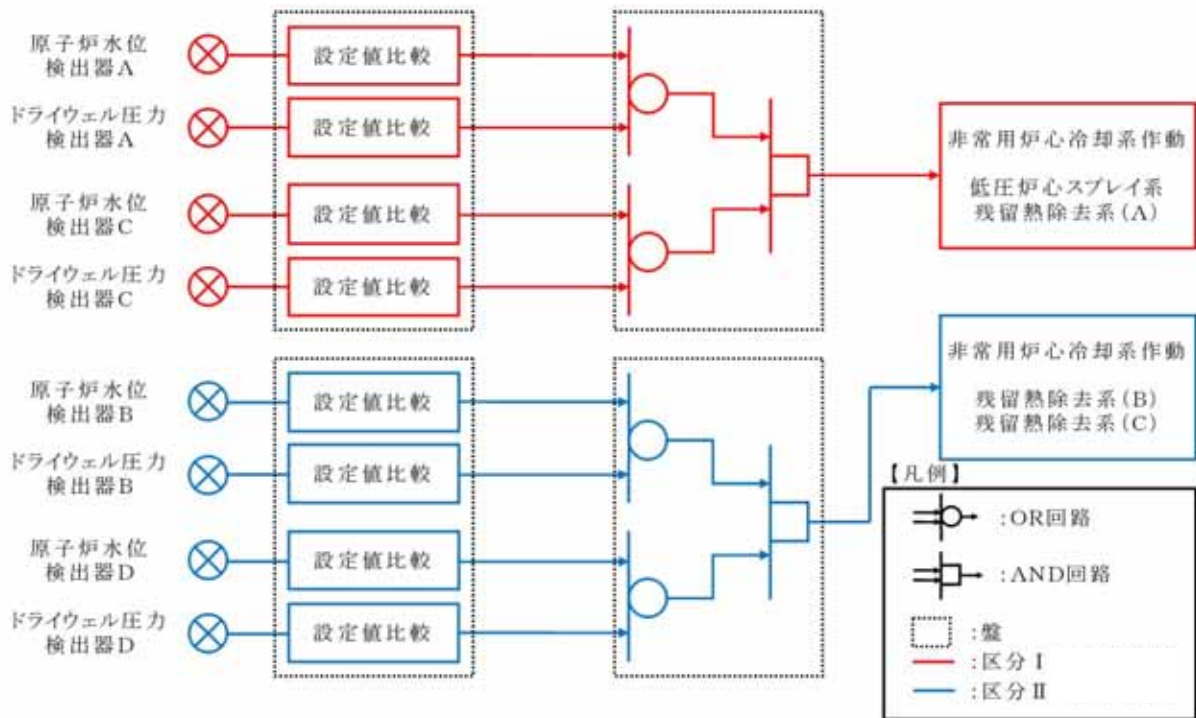 原子炉水位
検出器A
設定値比較
ドライウェル圧力
検出器A
設定値比較
原子炉水位
検出器C
設定値比較
ドライウェル圧力
検出器C
設定値比較
非常用炉心冷却系作動
低圧炉心スプレイ系
残留熱除去系(A)
原子炉水位
検出器B
設定値比較
ドライウェル圧力
検出器B
設定値比較
原子炉水位
検出器D
設定値比較
ドライウェル圧力
検出器D
設定値比較
非常用炉心冷却系作動
残留熱除去系(B)
残留熱除去系(C)
【凡例】
:OR回路
:AND回路
:盤
:区分Ⅰ
:区分Ⅱ